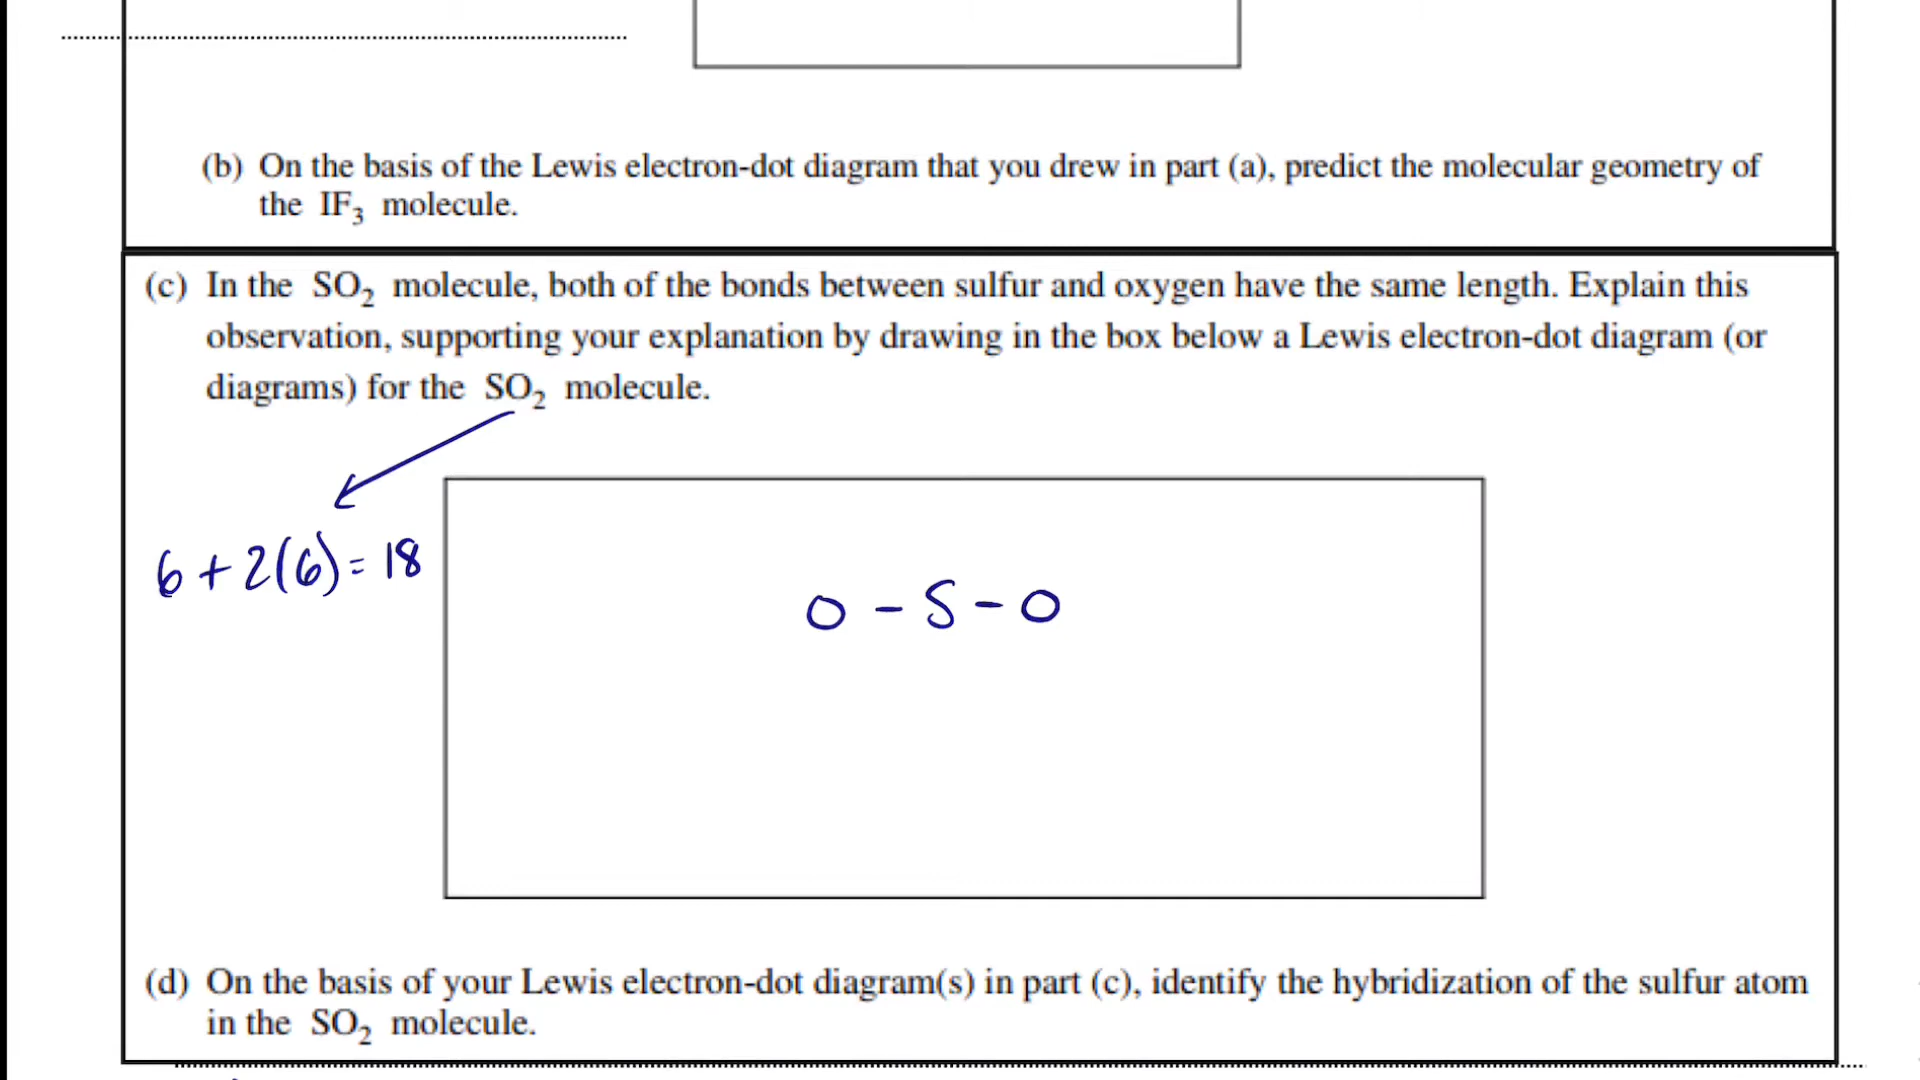 (b) On the basis of the Lewis electron-dot diagram that you drew in part (a), predict the molecular geometry of
the IF₃ molecule.
(c) In the SO₂ molecule, both of the bonds between sulfur and oxygen have the same length. Explain this
observation, supporting your explanation by drawing in the box below a Lewis electron-dot diagram (or
diagrams) for the SO₂ molecule.
6 + 2(6) = 18
O - S - O
(d) On the basis of your Lewis electron-dot diagram(s) in part (c), identify the hybridization of the sulfur atom
in the SO₂ molecule.